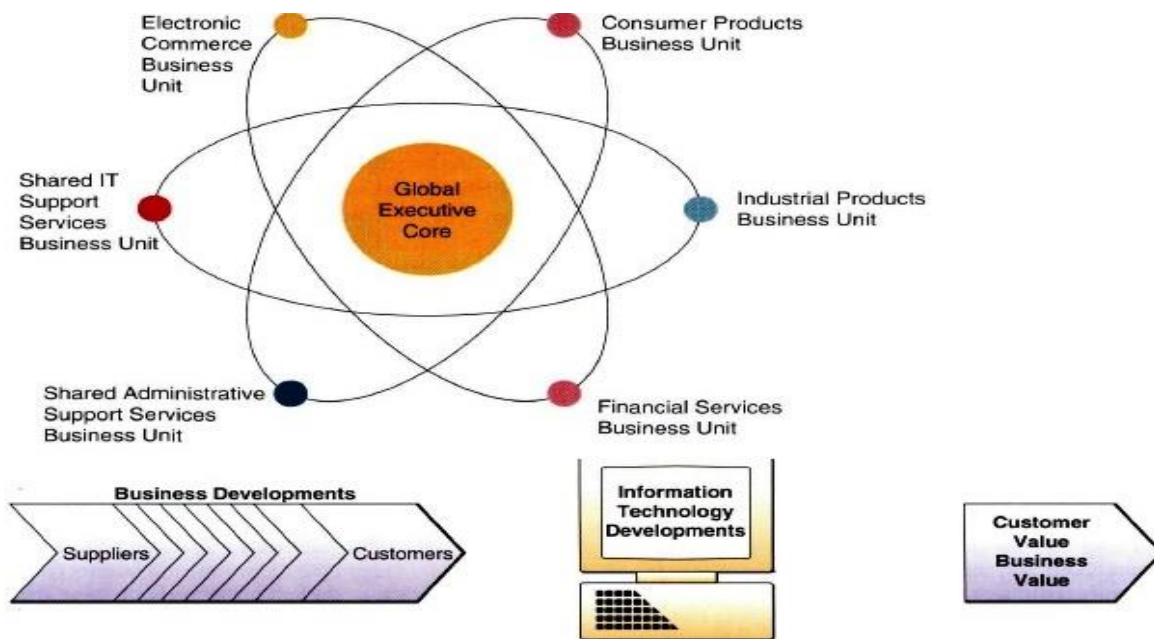 Electronic
Commerce
Business
Unit
Consumer Products
Business Unit
Shared IT
Support
Services
Business Unit
Global
Executive
Core
Industrial Products
Business Unit
Shared Administrative
Support Services
Business Unit
Financial Services
Business Unit
Business Developments
Suppliers
Customers
Information
Technology
Developments
Customer
Value
Business
Value